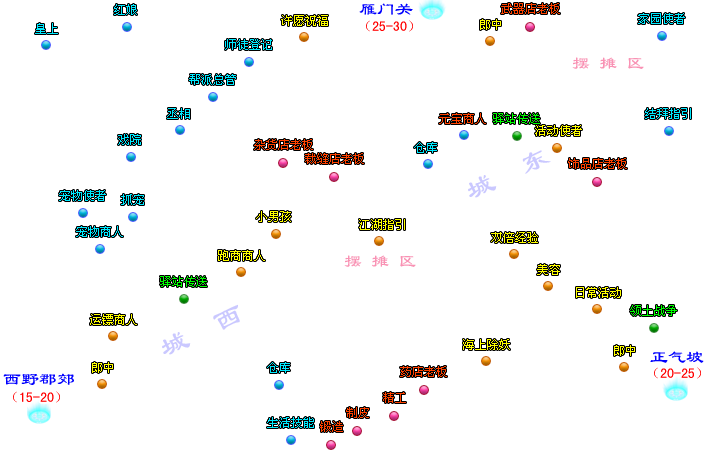 雁门关
武器店老板
红娘
许愿祝福
（25-30）
郎中
家园使者
皇上
师徒登记
摆 摊 区
帮派总管
丞相
元宝商人
驿站传送
结拜指引
活动使者
戏院
杂货店老板
仓库
裁缝店老板
饰品店老板
城 东
宠物使者
抓宠
小男孩
江湖指引
宠物商人
双倍经验
跑商商人
摆 摊 区
美容
驿站传送
日常活动
领土战争
运镖商人
城 西
海上除妖
郎中
正气坡
郎中
仓库
药店老板
（20-25）
西野郡郊
（15-20）
精工
制皮
生活技能
锻造